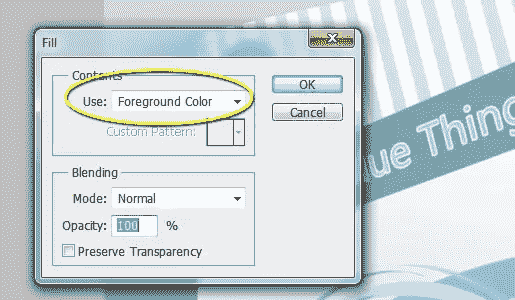 Fill
Contents
Use: Foreground Color
Custom Pattern:
OK
Cancel
Blending
Mode: Normal
Opacity: 100 %
Preserve Transparency
ue Thing